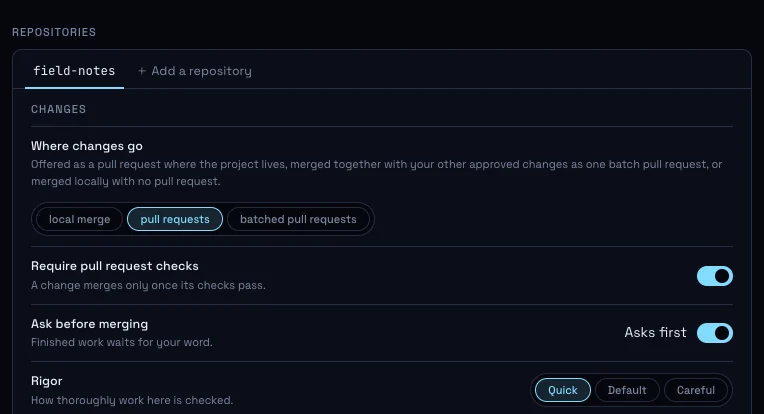 REPOSITORIES
field-notes + Add a repository
CHANGES
Where changes go
Offered as a pull request where the project lives, merged together with your other approved changes as one batch pull request, or
merged locally with no pull request.
local merge pull requests batched pull requests
Require pull request checks
A change merges only once its checks pass.
Ask before merging
Asks first
Finished work waits for your word.
Rigor
Quick Default Careful
How thoroughly work here is checked.